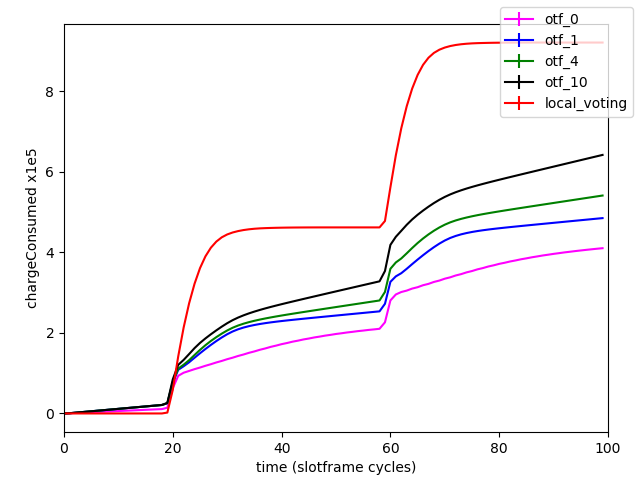 otf_0
otf_1
otf_4
otf_10
local_voting
chargeConsumed x1e5
8
6
4
2
0
0 20 40 60 80 100
time (slotframe cycles)